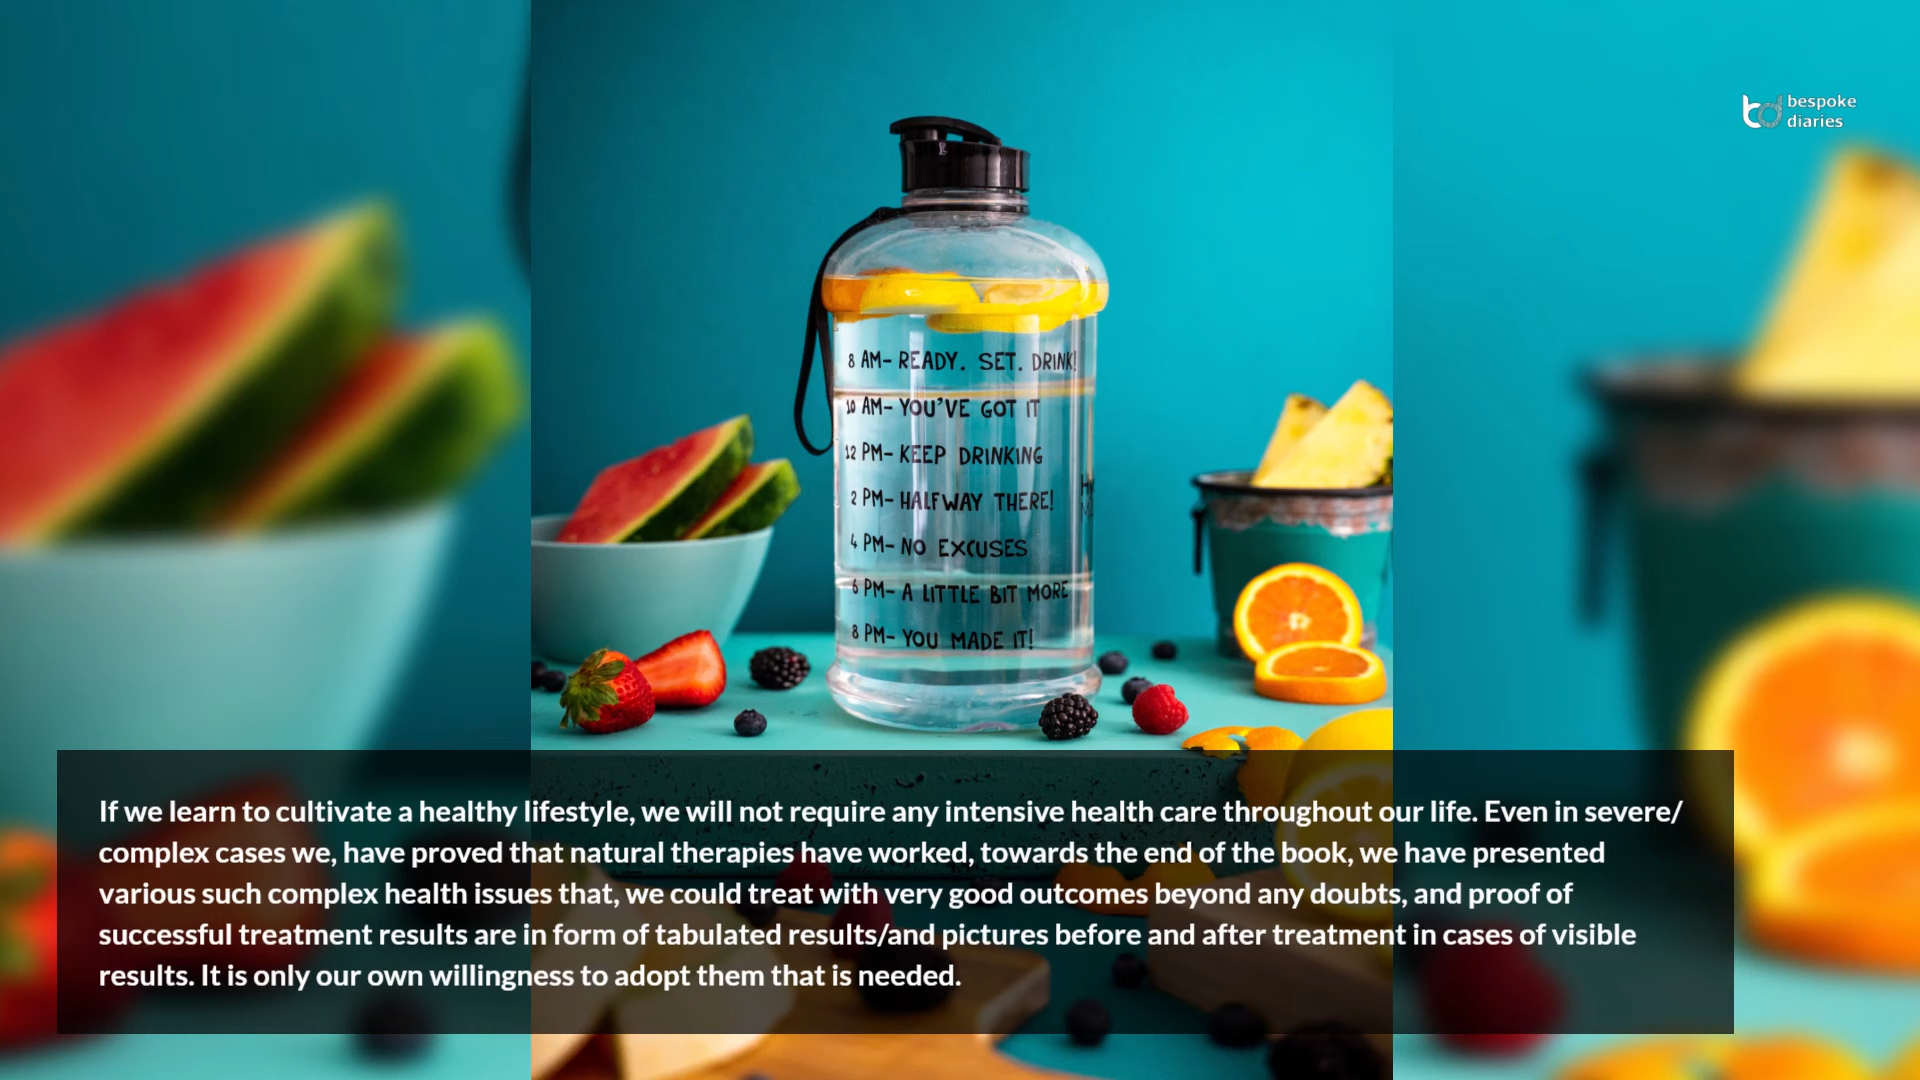 bespoke
diaries
8 AM- READY. SET. DRINK!
10 AM- YOU'VE GOT IT
12 PM- KEEP DRINKING
2 PM- HALFWAY THERE!
4 PM- NO EXCUSES
6 PM- A LITTLE BIT MORE
8 PM- YOU MADE IT!
If we learn to cultivate a healthy lifestyle, we will not require any intensive health care throughout our life. Even in severe/
complex cases we, have proved that natural therapies have worked, towards the end of the book, we have presented
various such complex health issues that, we could treat with very good outcomes beyond any doubts, and proof of
successful treatment results are in form of tabulated results/and pictures before and after treatment in cases of visible
results. It is only our own willingness to adopt them that is needed.